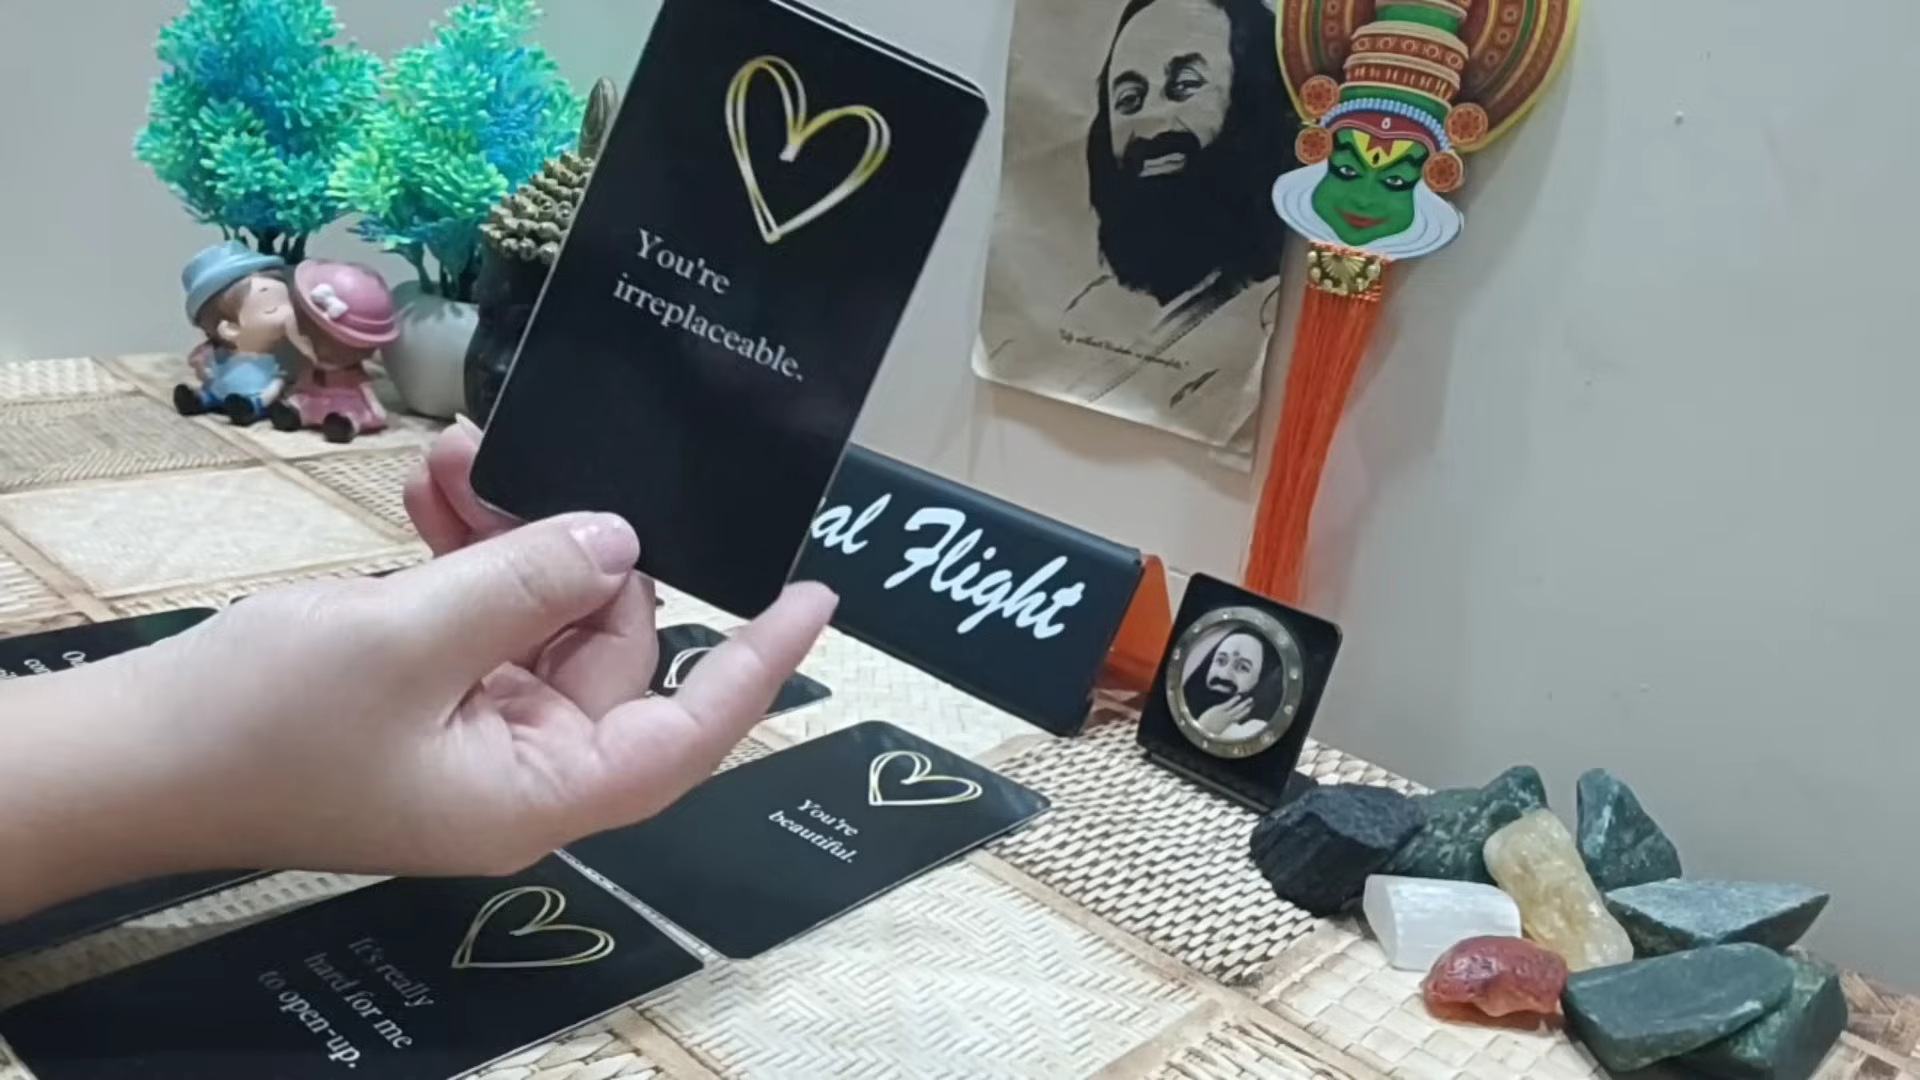 You're
irreplaceable.
al Flight
You're
beautiful.
It's really
hard for me
to open-up.